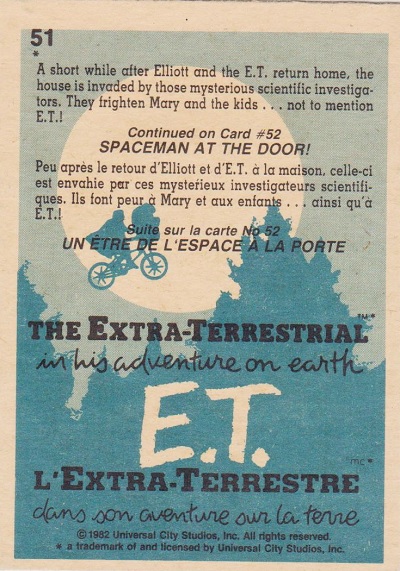 51
*
A short while after Elliott and the E.T. return home, the
house is invaded by those mysterious scientific investiga-
tors. They frighten Mary and the kids . . . not to mention
E.T.!
Continued on Card #52
SPACEMAN AT THE DOOR!
Peu après le retour d'Elliott et d'E.T. à la maison, celle-ci
est envahie par ces mystérieux investigateurs scientifi-
ques. Ils font peur à Mary et aux enfants . . . ainsi qu'à
E.T.!
Suite sur la carte No 52
UN ÊTRE DE L'ESPACE À LA PORTE
THE EXTRA-TERRESTRIAL TM*
in his adventure on earth
E.T.
mc*
L'EXTRA-TERRESTRE
dans son aventure sur la terre
©1982 Universal City Studios, Inc. All rights reserved.
* a trademark of and licensed by Universal City Studios, Inc.